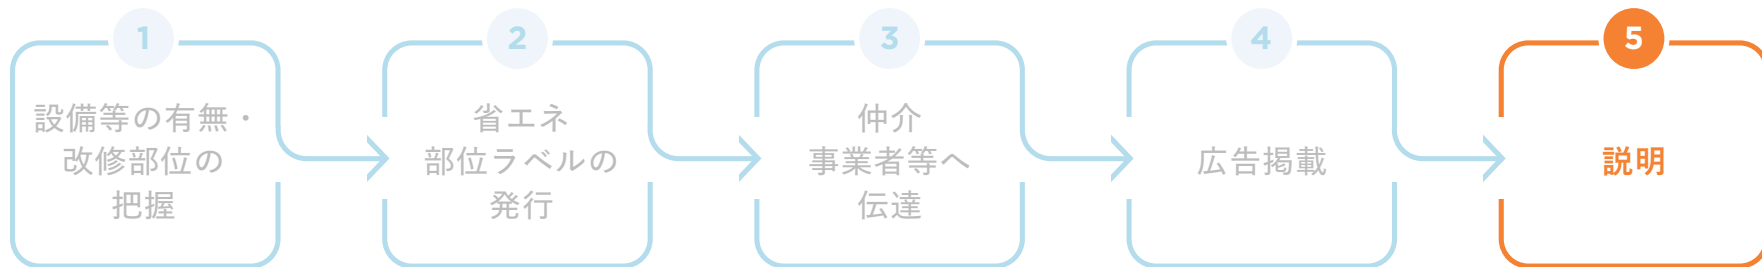 1
設備等の有無・
改修部位の
把握
2
省エネ
部位ラベルの
発行
3
仲介
事業者等へ
伝達
4
広告掲載
5
説明